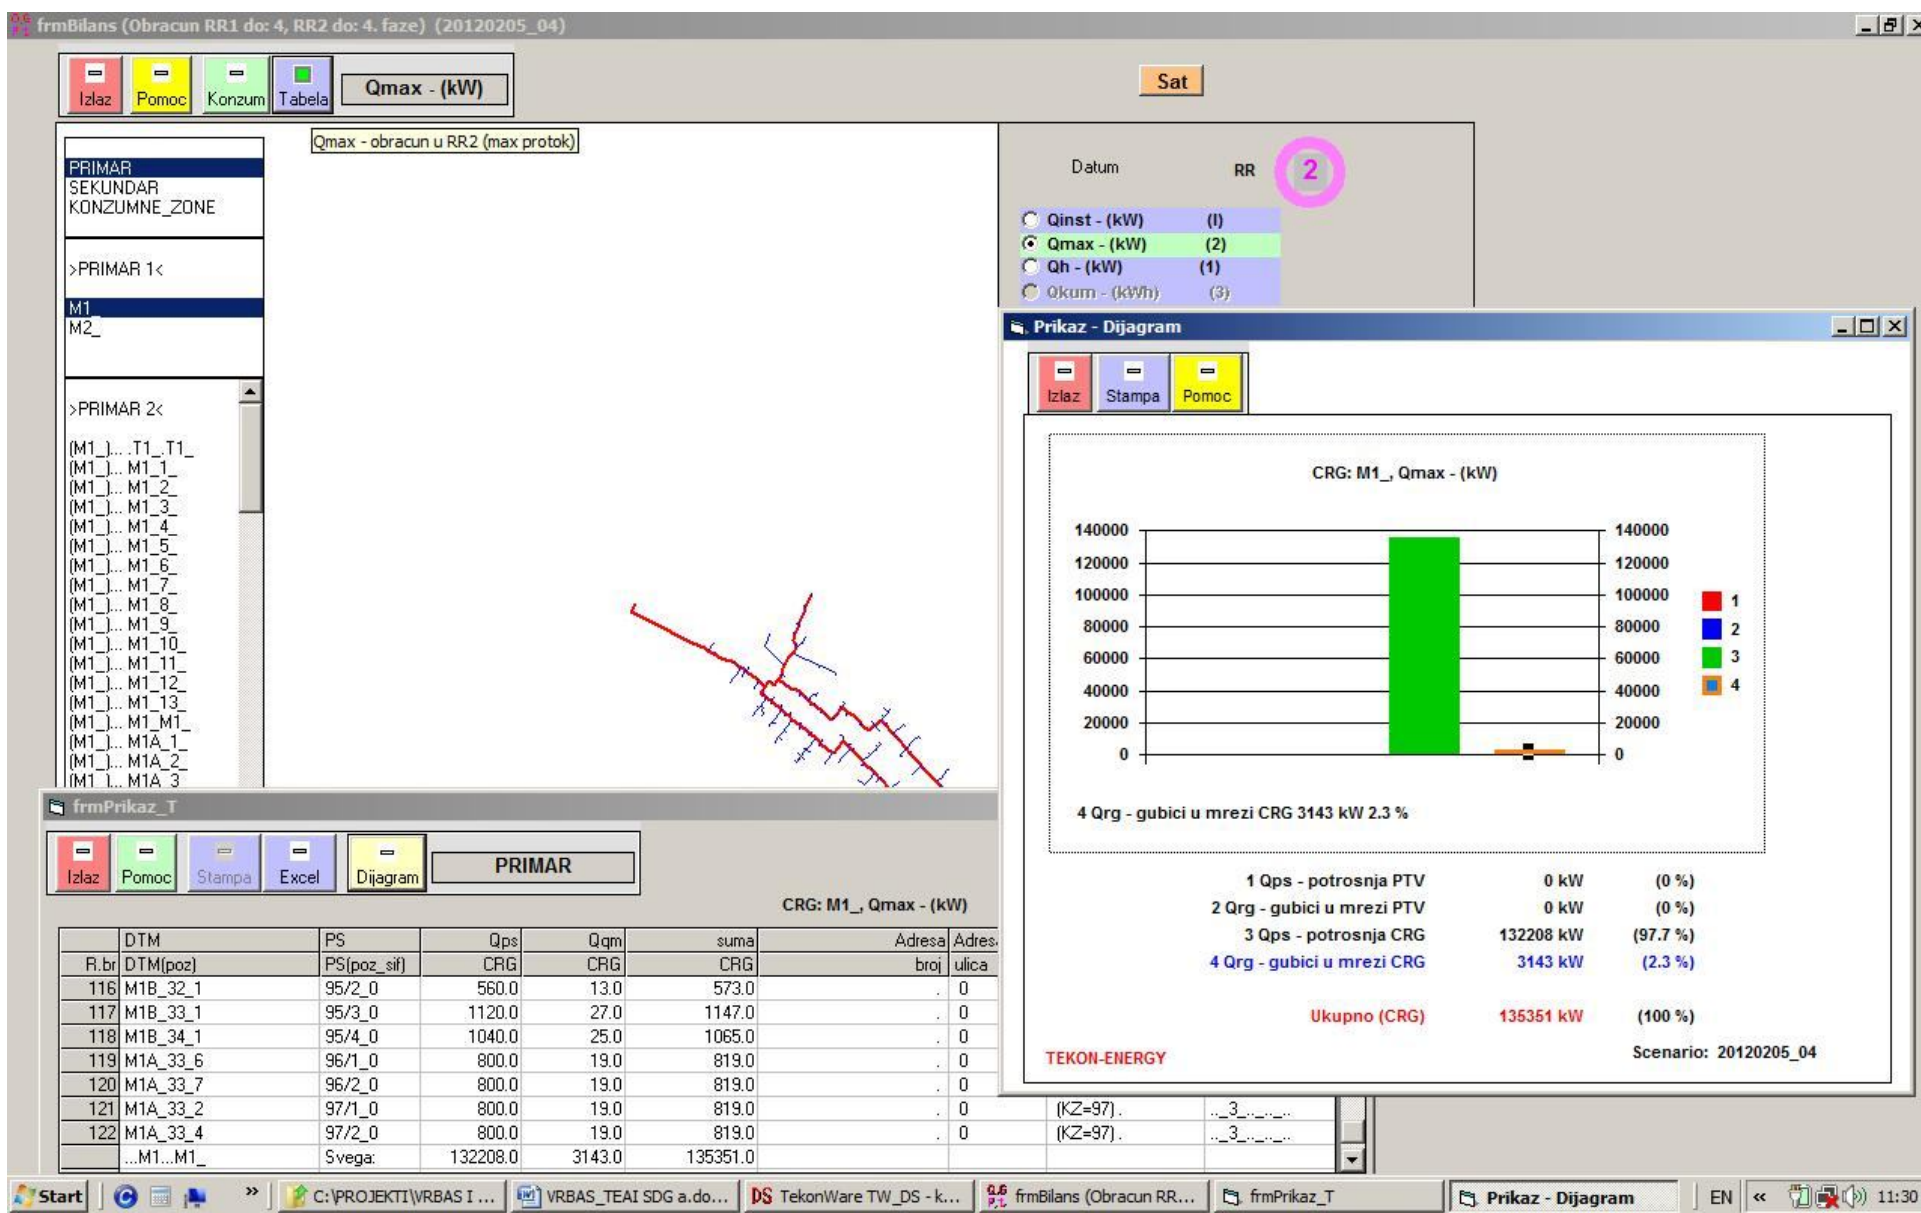 frmBilans (Obracun RR1 do: 4, RR2 do: 4. faze) (20120205_04)
Izlaz Pomoc Konzum Tabela Qmax - (kW)
Sat
Qmax - obracun u RR2 (max protok)
PRIMAR
SEKUNDAR
KONZUMNE_ZONE
>PRIMAR 1<
M1_
M2_
>PRIMAR 2<
(M1_)... .T1_.T1_
(M1_)... M1_1_
(M1_)... M1_2_
(M1_)... M1_3_
(M1_)... M1_4_
(M1_)... M1_5_
(M1_)... M1_6_
(M1_)... M1_7_
(M1_)... M1_8_
(M1_)... M1_9_
(M1_)... M1_10_
(M1_)... M1_11_
(M1_)... M1_12_
(M1_)... M1_13_
(M1_)... M1_M1_
(M1_)... M1A_1_
(M1_)... M1A_2_
(M1_)... M1A_3
Datum RR 2
Qinst - (kW) (I)
Qmax - (kW) (2)
Qh - (kW) (1)
Qkum - (kWh) (3)
Prikaz - Dijagram
Izlaz Stampa Pomoc
CRG: M1_, Qmax - (kW)
140000 140000
120000 120000
100000 100000
80000 80000
60000 60000
40000 40000
20000 20000
0 0
1
2
3
4
4 Qrg - gubici u mrezi CRG 3143 kW 2.3 %
1 Qps - potrosnja PTV 0 kW (0 %)
2 Qrg - gubici u mrezi PTV 0 kW (0 %)
3 Qps - potrosnja CRG 132208 kW (97.7 %)
4 Qrg - gubici u mrezi CRG 3143 kW (2.3 %)
Ukupno (CRG) 135351 kW (100 %)
TEKON-ENERGY
Scenario: 20120205_04
frmPrikaz_T
Izlaz Pomoc Stampa Excel Dijagram PRIMAR
CRG: M1_, Qmax - (kW)
DTM PS Qps Qqm suma Adresa Adres
R.br DTM(poz) PS(poz_sif) CRG CRG CRG broj ulica
116 M1B_32_1 95/2_0 560.0 13.0 573.0 . 0
117 M1B_33_1 95/3_0 1120.0 27.0 1147.0 . 0
118 M1B_34_1 95/4_0 1040.0 25.0 1065.0 . 0
119 M1A_33_6 96/1_0 800.0 19.0 819.0 . 0
120 M1A_33_7 96/2_0 800.0 19.0 819.0 . 0
121 M1A_33_2 97/1_0 800.0 19.0 819.0 . 0 (KZ=97). .._3_.._.._..
122 M1A_33_4 97/2_0 800.0 19.0 819.0 . 0 (KZ=97). .._3_.._.._..
...M1...M1_ Svega: 132208.0 3143.0 135351.0
Start » C:\PROJEKTI\VRBAS I ... VRBAS_TEAI SDG a.do... DS TekonWare TW_DS - k... frmBilans (Obracun RR... frmPrikaz_T Prikaz - Dijagram EN « 11:30